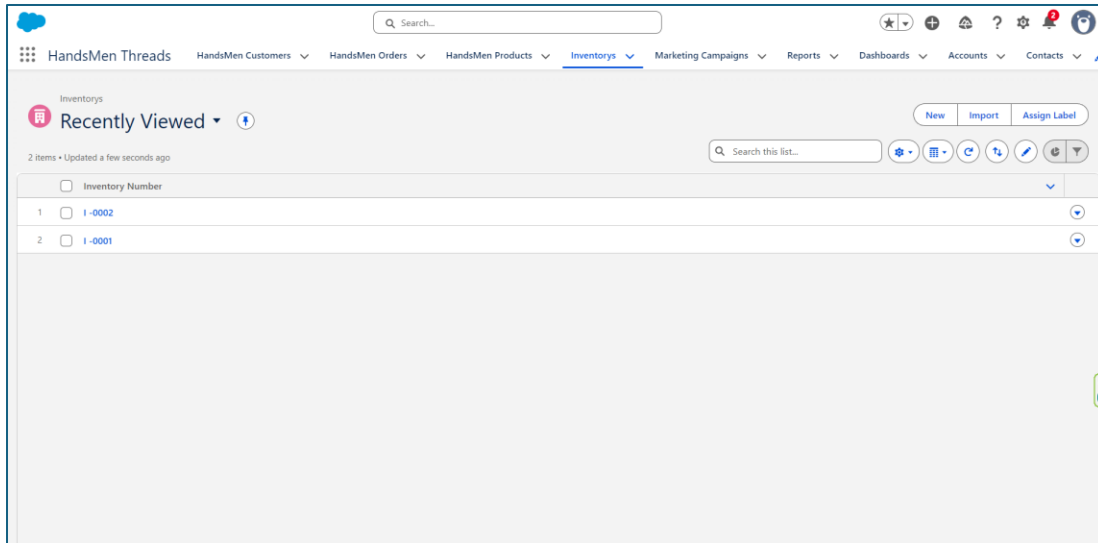 Search...
2
HandsMen Threads HandsMen Customers HandsMen Orders HandsMen Products Inventorys Marketing Campaigns Reports Dashboards Accounts Contacts
Inventorys
Recently Viewed
New Import Assign Label
2 items • Updated a few seconds ago
Search this list...
Inventory Number
1 I -0002
2 I -0001